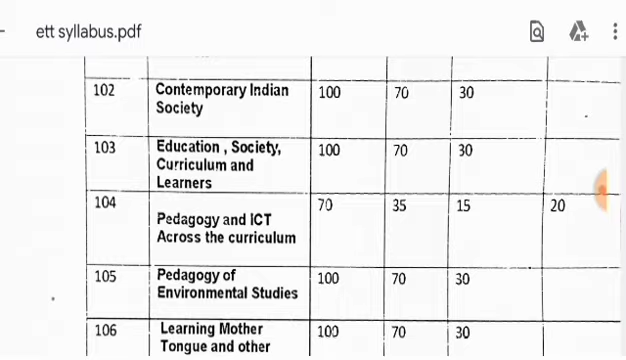 ett syllabus.pdf
102 Contemporary Indian 100 70 30
Society
103 Education , Society, 100 70 30
Curriculum and
Learners
104 70 35 15 20
Pedagogy and ICT
Across the curriculum
105 Pedagogy of 100 70 30
Environmental Studies
106 Learning Mother 100 70 30
Tongue and other